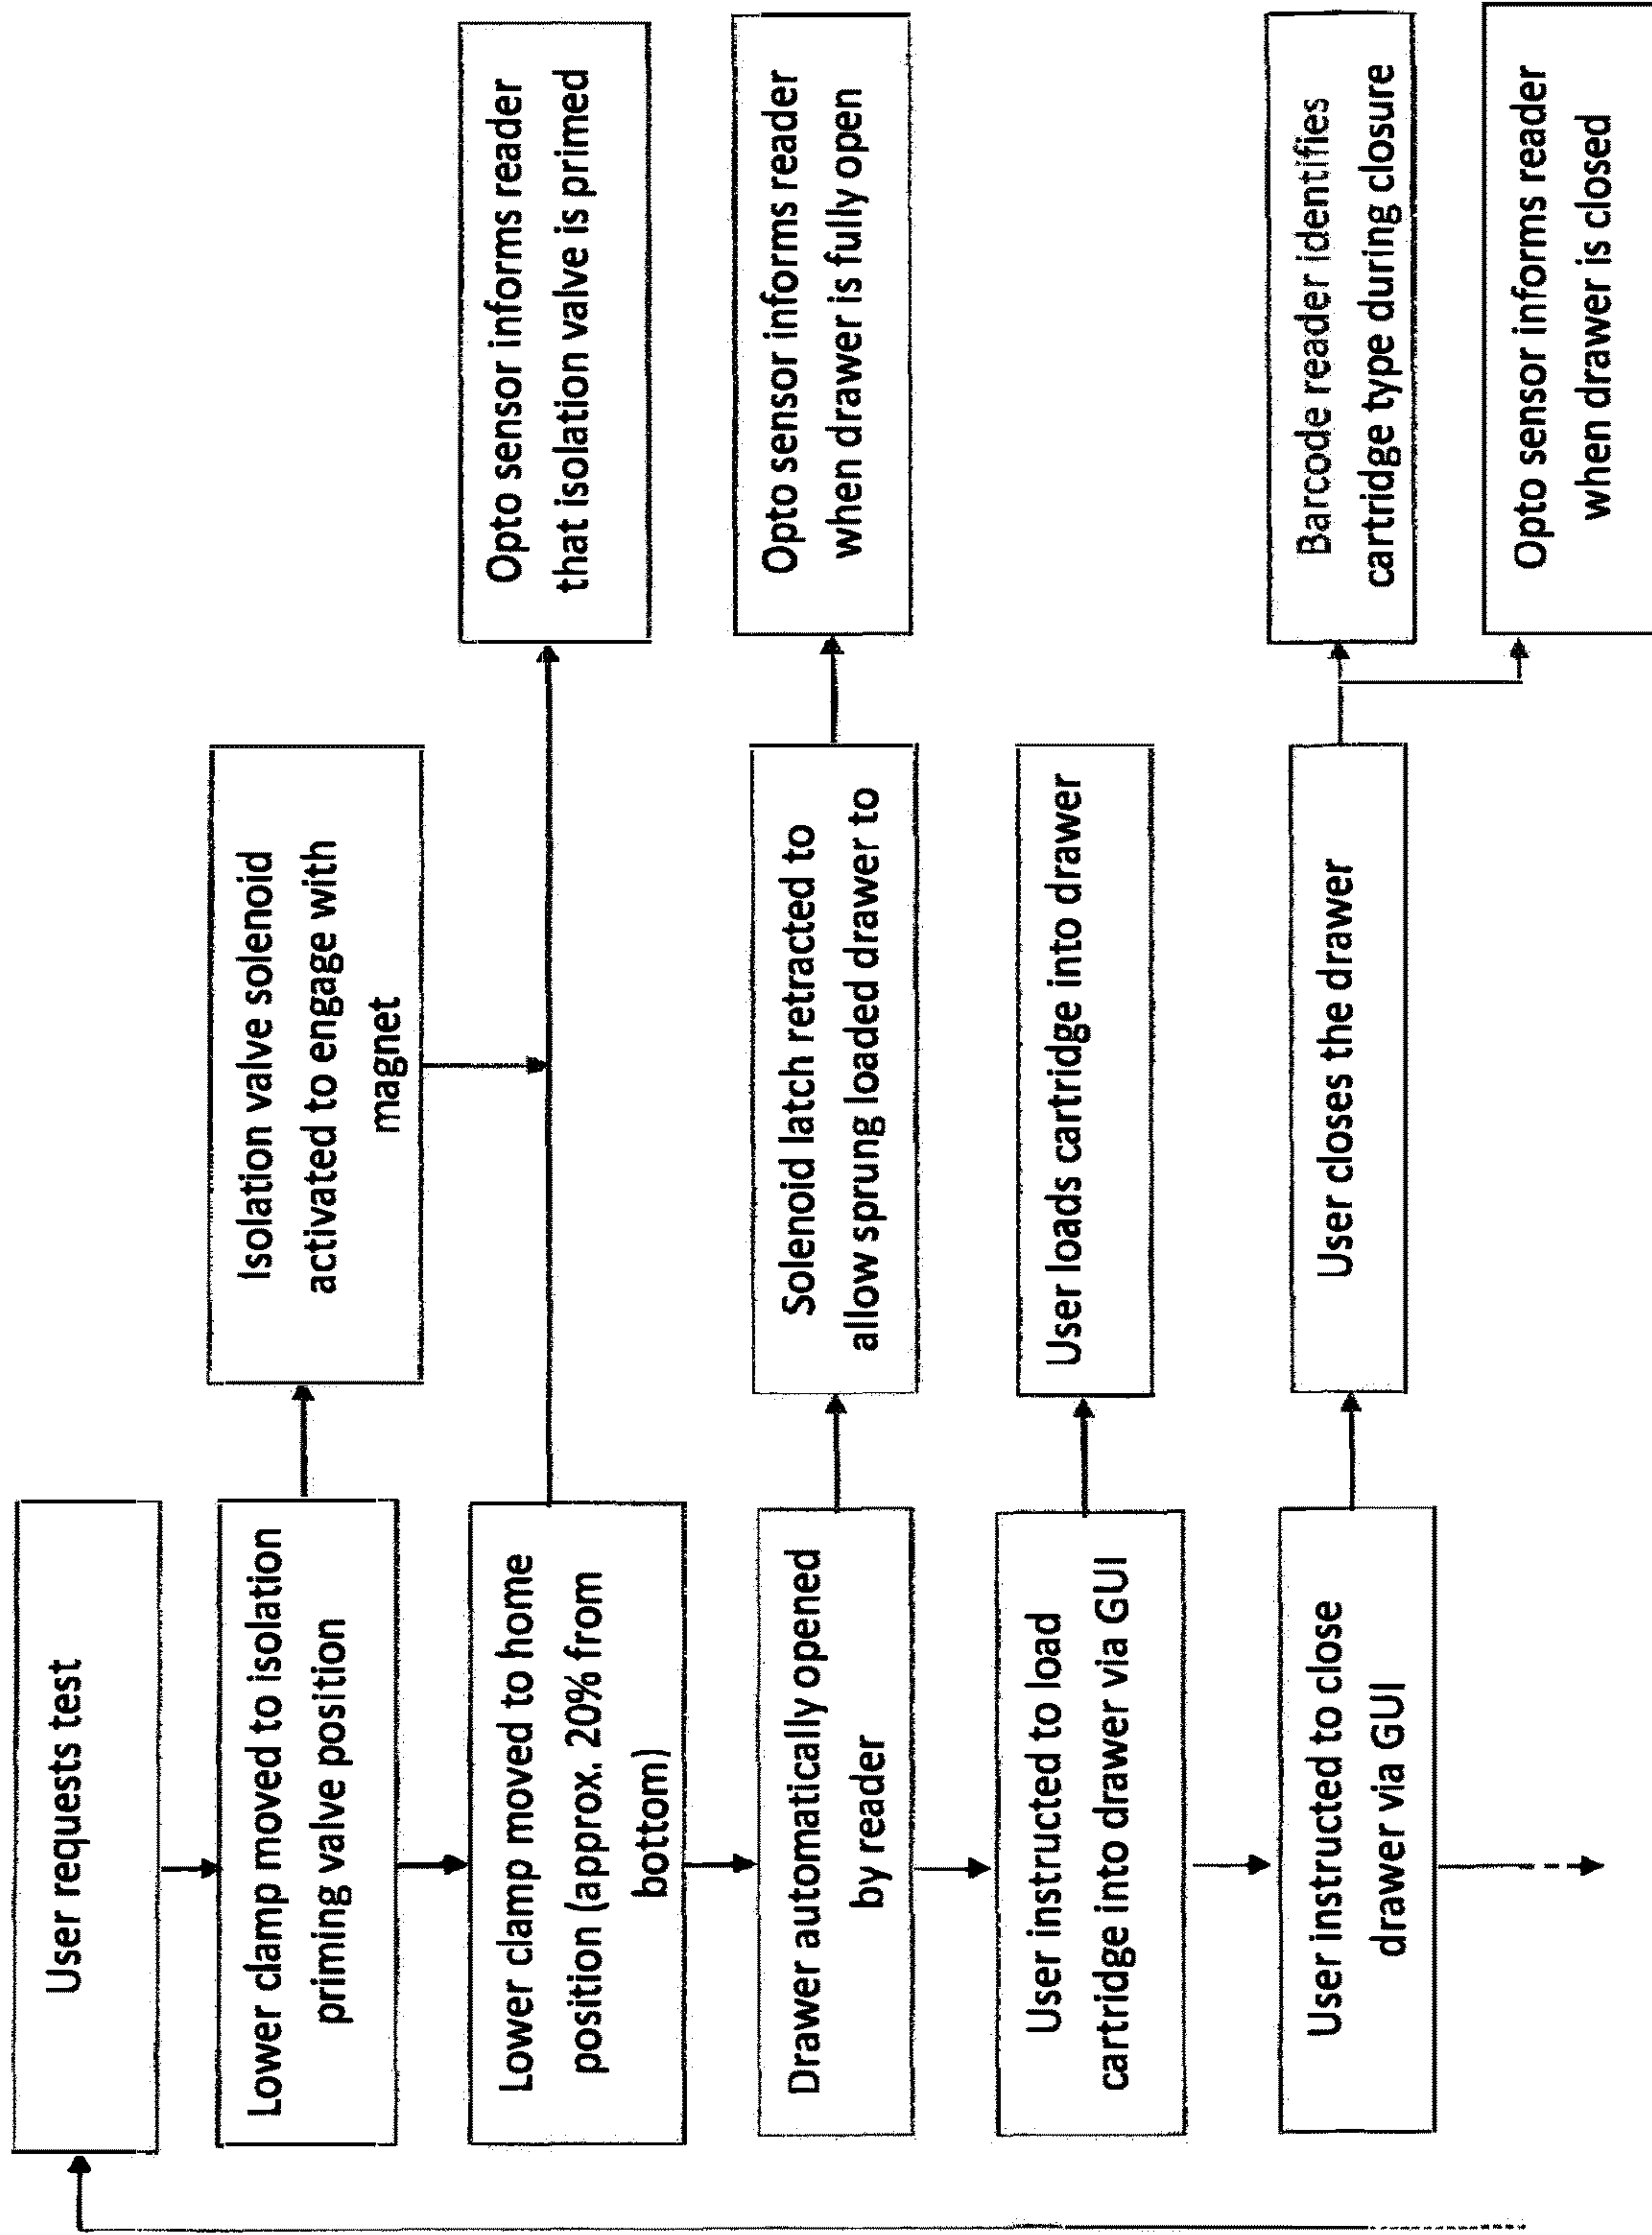 User requests test
Lower clamp moved to isolation
priming valve position
Isolation valve solenoid
activated to engage with
magnet
Lower clamp moved to home
position (approx. 20% from
bottom)
Opto sensor informs reader
that isolation valve is primed
Drawer automatically opened
by reader
Solenoid latch retracted to
allow sprung loaded drawer to
Opto sensor informs reader
when drawer is fully open
User instructed to load
cartridge into drawer via GUI
User loads cartridge into drawer
User instructed to close
drawer via GUI
User closes the drawer
Barcode reader identifies
cartridge type during closure
Opto sensor informs reader
when drawer is closed